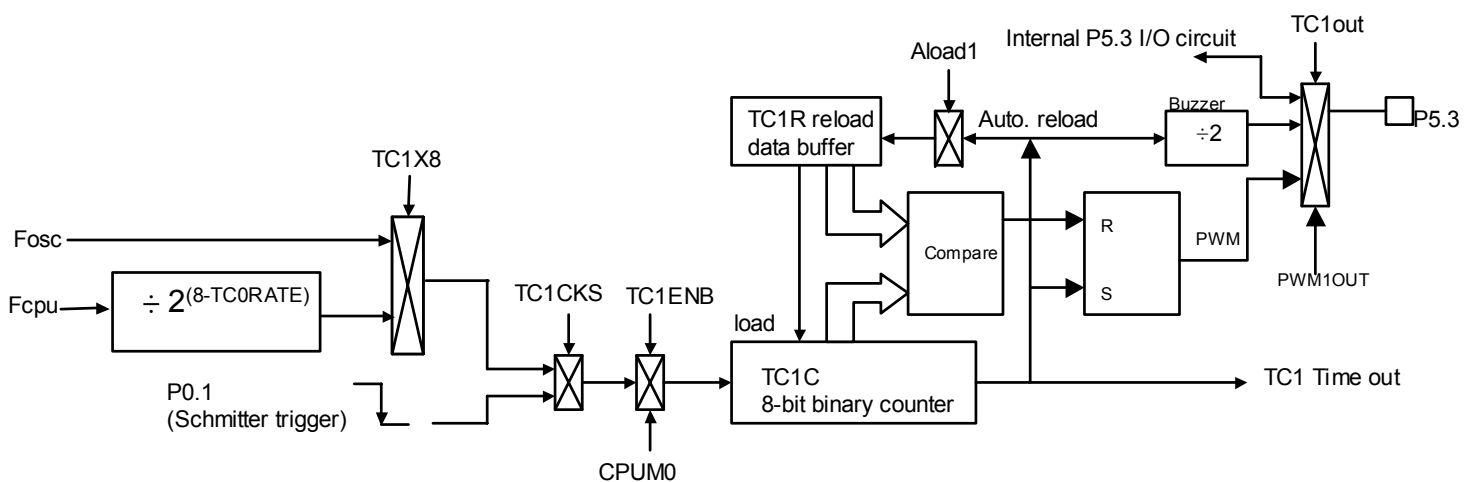 TC1out
Internal P5.3 I/O circuit
Aload1
Buzzer
TC1R reload
data buffer
Auto. reload
÷2
P5.3
TC1X8
Fosc
Compare
R
PWM
S
PWM1OUT
Fcpu
÷ 2(8-TC0RATE)
TC1CKS
TC1ENB
load
P0.1
(Schmitter trigger)
TC1C
8-bit binary counter
TC1 Time out
CPUM0